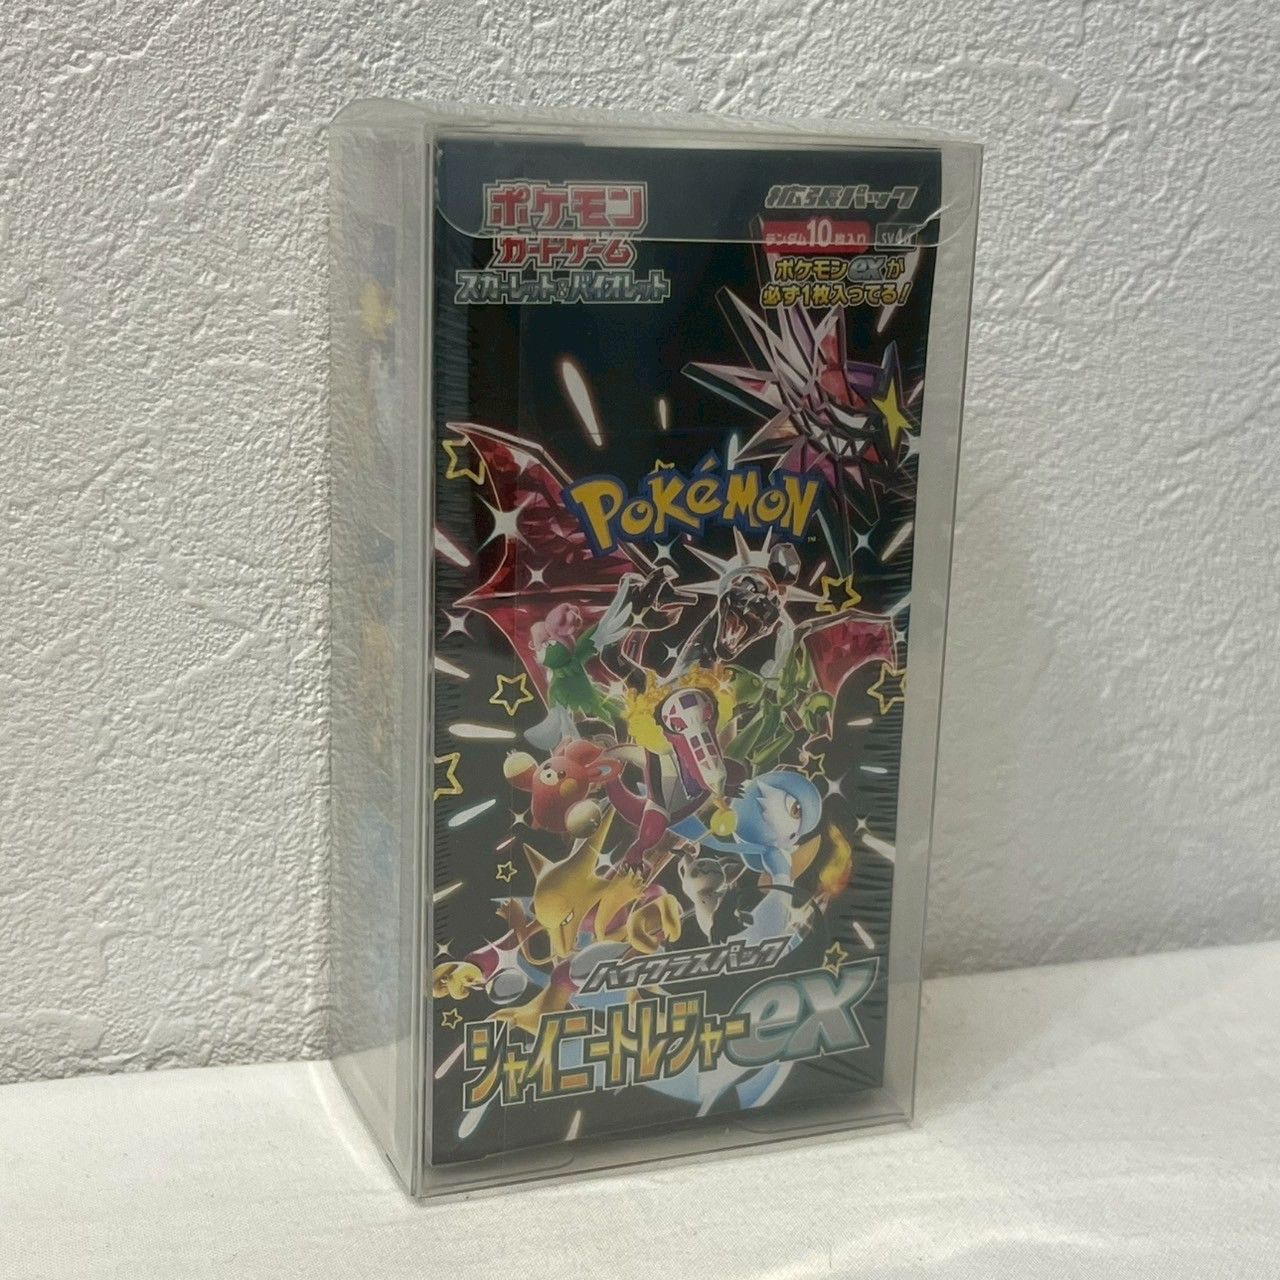 ポケモン
カードゲーム
スカーレット&バイオレット
拡張パック
ランダム10枚入り SV4a
ポケモンexが
必ず1枚入ってる!
POKéMON
TM
ハイクラスパック
シャイニートレジャーex